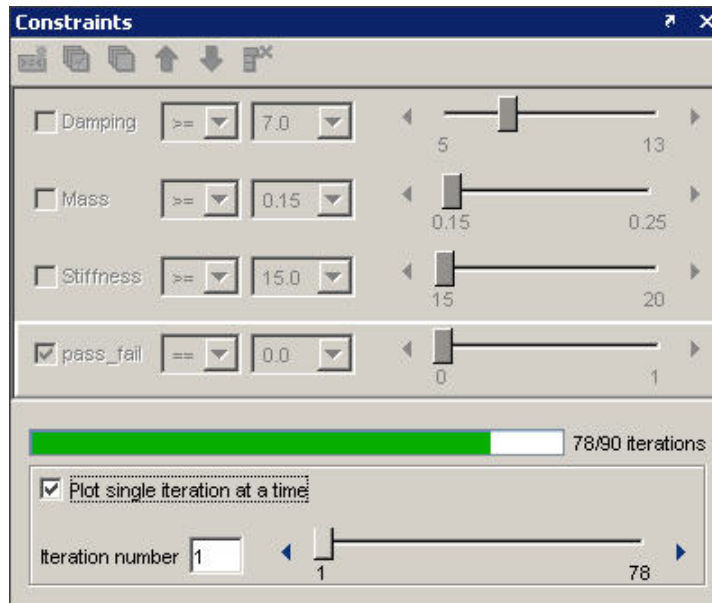 Constraints
Damping >= 7.0
5 13
Mass >= 0.15
0.15 0.25
Stiffness >= 15.0
15 20
pass_fail == 0.0
0 1
78/90 iterations
Plot single iteration at a time
Iteration number 1
1 78